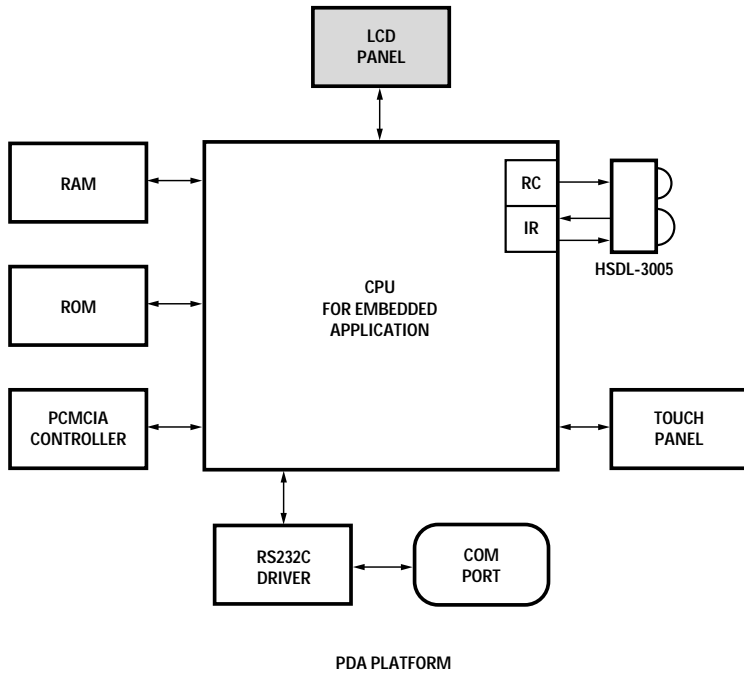 LCD
PANEL
RAM
RC
IR
HSDL-3005
ROM
CPU
FOR EMBEDDED
APPLICATION
PCMCIA
CONTROLLER
TOUCH
PANEL
RS232C
DRIVER
COM
PORT
PDA PLATFORM